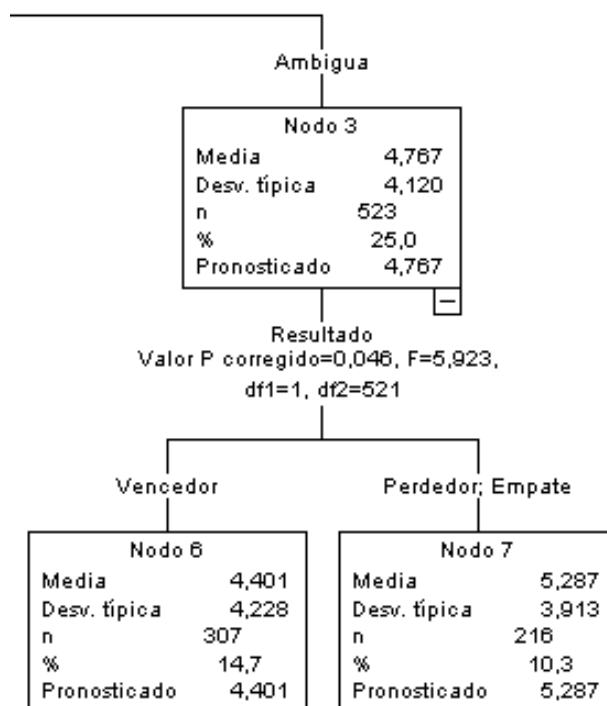 Ambigua
Nodo 3
Media 4,767
Desv. típica 4,120
n 523
% 25,0
Pronosticado 4,767
Resultado
Valor P corregido=0,046, F=5,923,
df1=1, df2=521
Vencedor
Perdedor; Empate
Nodo 6
Media 4,401
Desv. típica 4,228
n 307
% 14,7
Pronosticado 4,401
Nodo 7
Media 5,287
Desv. típica 3,913
n 216
% 10,3
Pronosticado 5,287